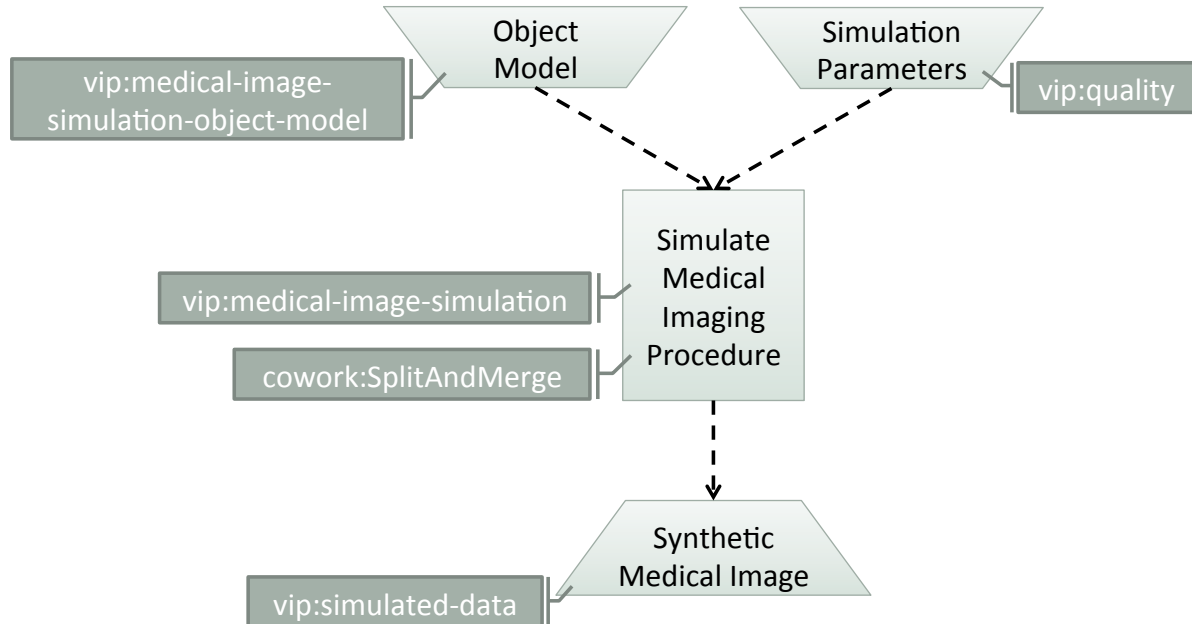 Object
Model
Simulation
Parameters
vip:medical-image-
simulation-object-model
vip:quality
Simulate
Medical
Imaging
Procedure
vip:medical-image-simulation
cowork:SplitAndMerge
Synthetic
Medical Image
vip:simulated-data